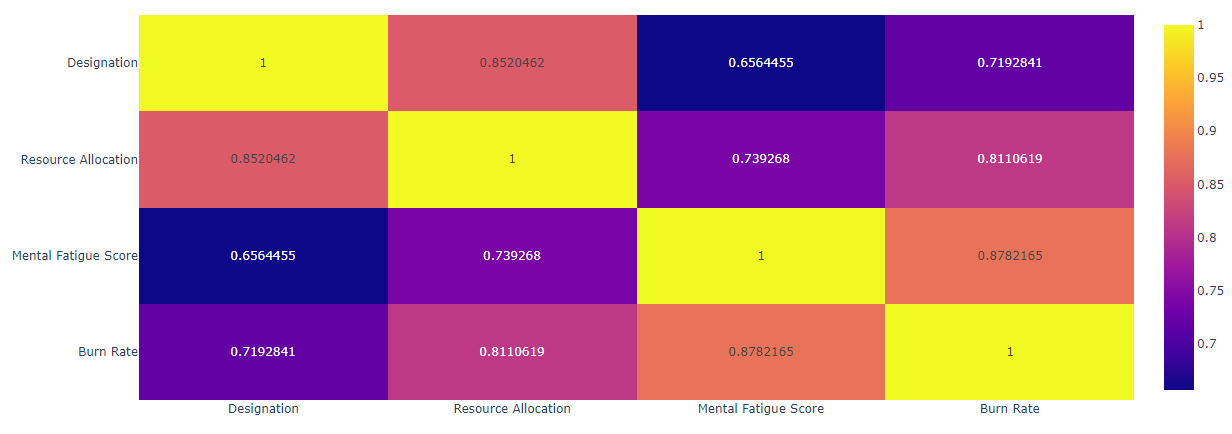 Designation 1 0.8520462 0.6564455 0.7192841
Resource Allocation 0.8520462 1 0.739268 0.8110619
Mental Fatigue Score 0.6564455 0.739268 1 0.8782165
Burn Rate 0.7192841 0.8110619 0.8782165 1
Designation Resource Allocation Mental Fatigue Score Burn Rate
1
0.95
0.9
0.85
0.8
0.75
0.7